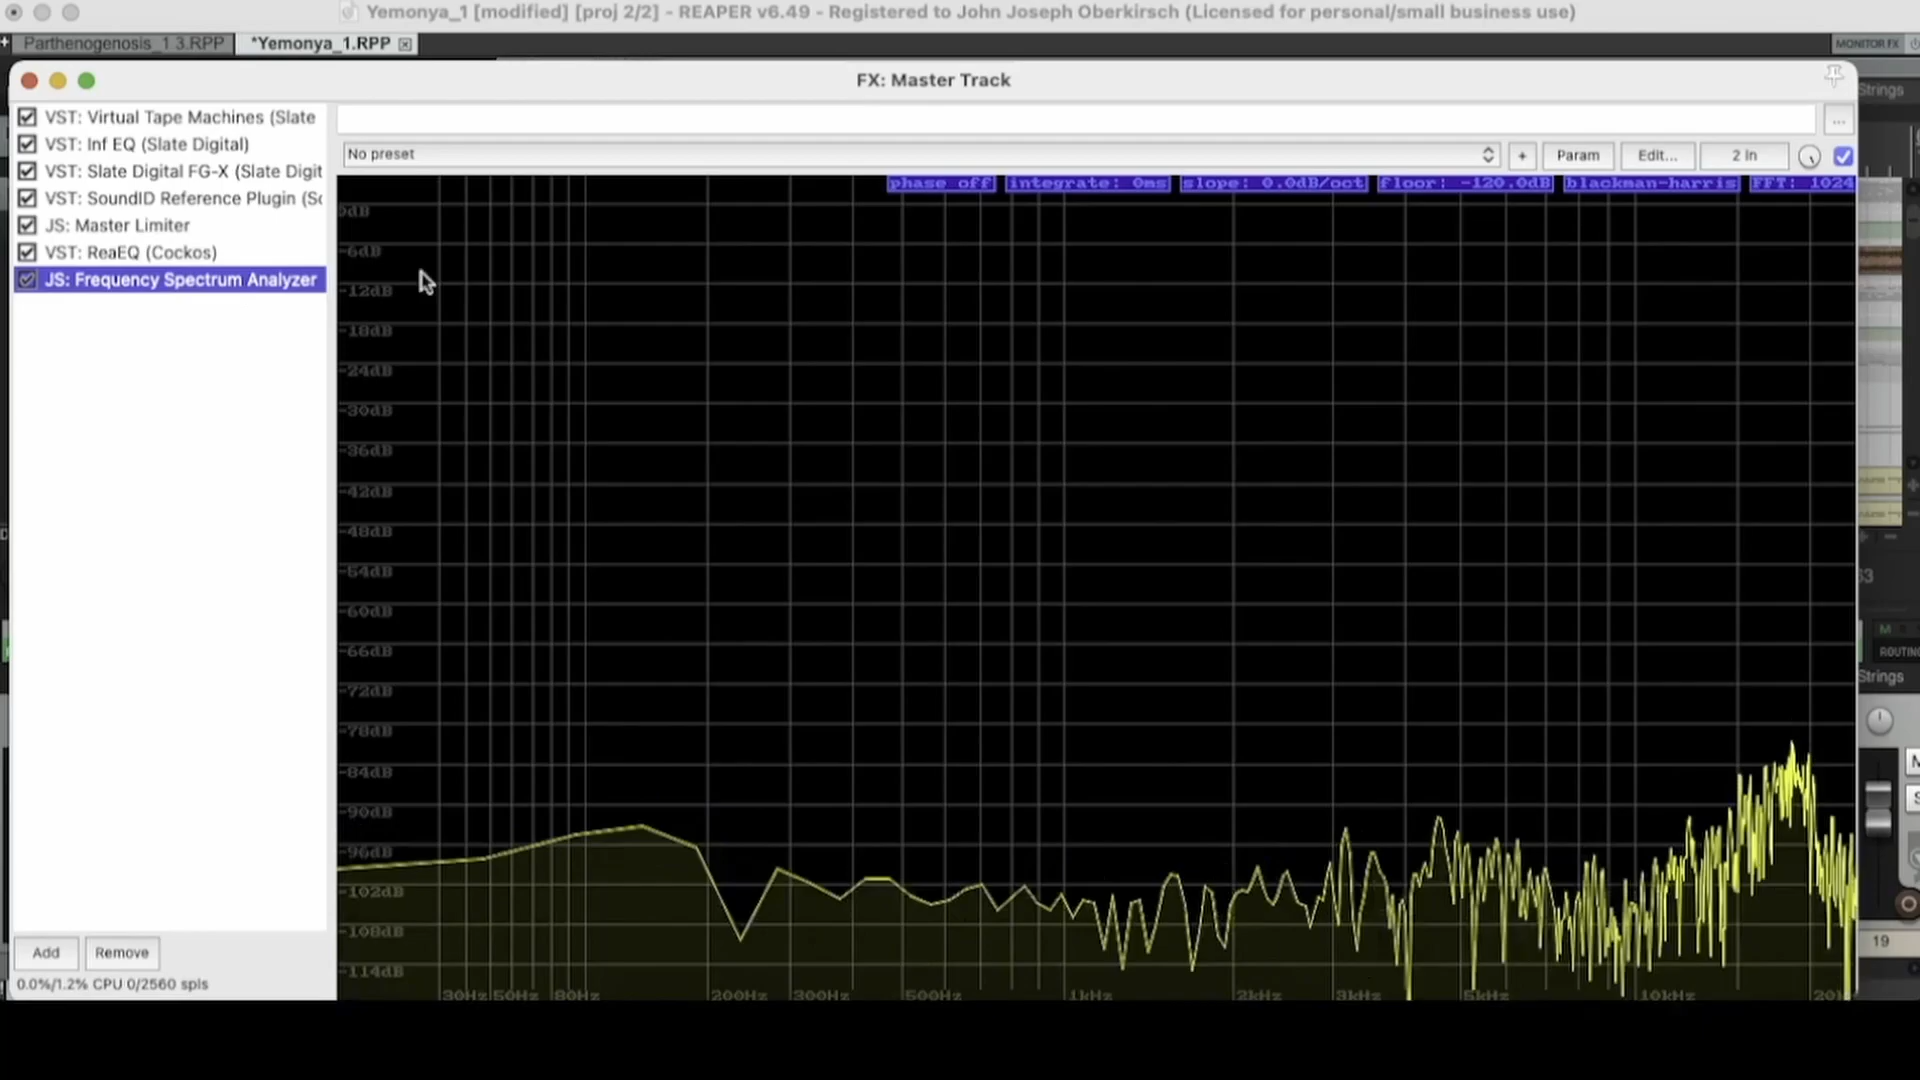 Yemonya_1 [modified] [proj 2/2] - REAPER v6.49 - Registered to John Joseph Oberkirsch (Licensed for personal/small business use)
Parthenogenosis_1 3.RPP
*Yemonya_1.RPP
MONITOR FX
FX: Master Track
VST: Virtual Tape Machines (Slate
VST: Inf EQ (Slate Digital)
VST: Slate Digital FG-X (Slate Digit
VST: SoundID Reference Plugin (So
JS: Master Limiter
VST: ReaEQ (Cockos)
JS: Frequency Spectrum Analyzer
...
No preset
+
Param
Edit...
2 in
phase off
integrate: 0ms
slope: 0.0dB/oct
floor: -120.0dB
blackman-harris
FFT: 1024
0dB
-6dB
-12dB
-18dB
-24dB
-30dB
-36dB
-42dB
-48dB
-54dB
-60dB
-66dB
-72dB
-78dB
-84dB
-90dB
-96dB
-102dB
-108dB
-114dB
30Hz 50Hz 80Hz 200Hz 300Hz 500Hz 1kHz 2kHz 3kHz 5kHz 10kHz 20k
Add
Remove
0.0%/1.2% CPU 0/2560 spls
Strings
M
ROUTING
Strings
M
S
19